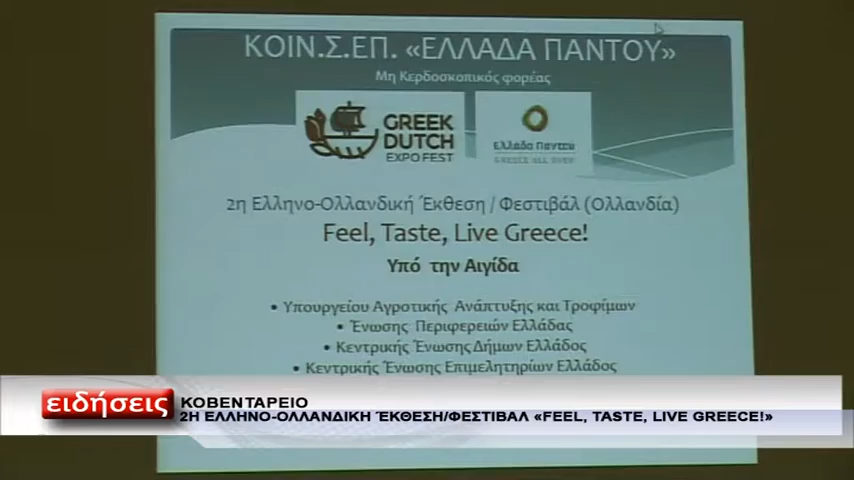 ΚΟΙΝ.Σ.ΕΠ. «ΕΛΛΑΔΑ ΠΑΝΤΟΥ»
Μη Κερδοσκοπικός φορέας
GREEK
DUTCH
EXPO FEST
Ελλάδα Παντού
GREECE ALL OVER
2η Ελληνο-Ολλανδική Έκθεση / Φεστιβάλ (Ολλανδία)
Feel, Taste, Live Greece!
Υπό την Αιγίδα
• Υπουργείου Αγροτικής Ανάπτυξης και Τροφίμων
• Ένωσης Περιφερειών Ελλάδας
• Κεντρικής Ένωσης Δήμων Ελλάδος
• Κεντρικής Ένωσης Επιμελητηρίων Ελλάδος
ειδήσεις
ΚΟΒΕΝΤΑΡΕΙΟ
2Η ΕΛΛΗΝΟ-ΟΛΛΑΝΔΙΚΗ ΈΚΘΕΣΗ/ΦΕΣΤΙΒΑΛ «FEEL, TASTE, LIVE GREECE!»